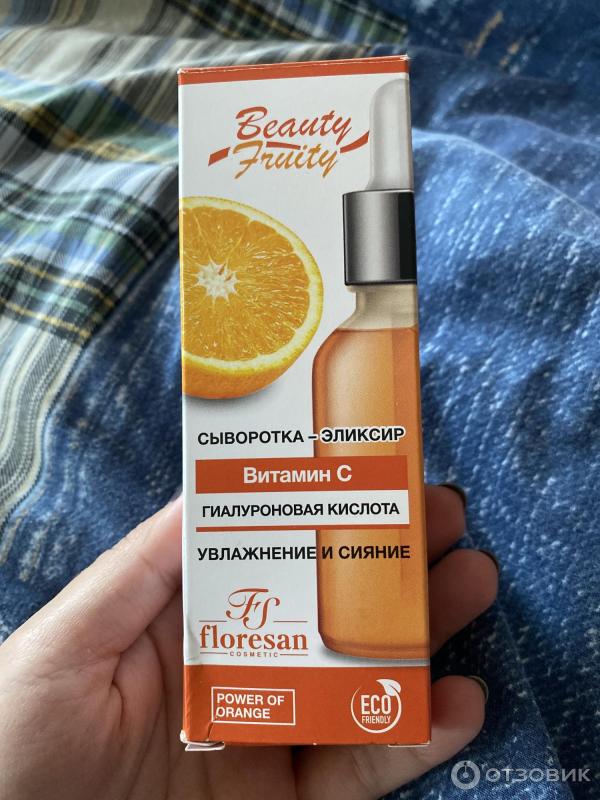 Beauty
Fruity
СЫВОРОТКА – ЭЛИКСИР
Витамин С
ГИАЛУРОНОВАЯ КИСЛОТА
УВЛАЖНЕНИЕ И СИЯНИЕ
FS
floresan
COSMETIC
POWER OF
ORANGE
ECO
FRIENDLY
ОТЗОВИК